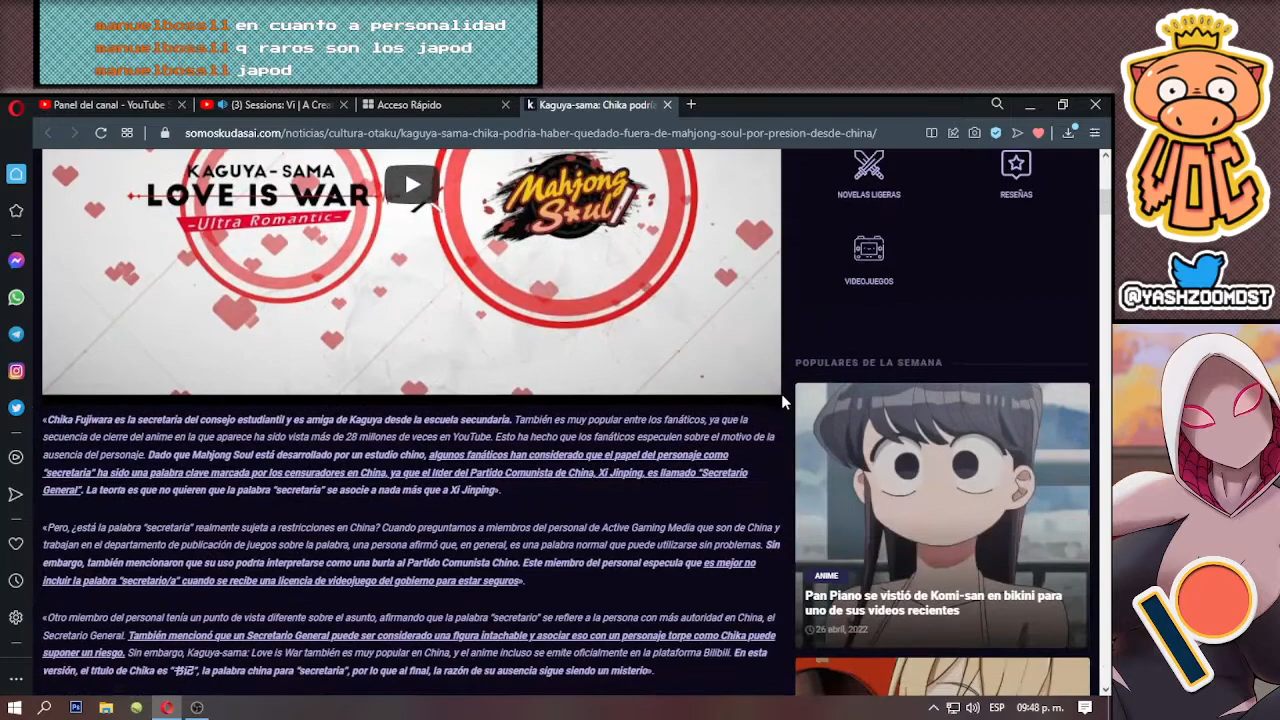 manuelboss11 en cuanto a personalidad
manuelboss11 q raros son los japod
manuelboss11 japod
Panel del canal - YouTube S
(3) Sessions: Vi | A Crea
Acceso Rápido
Kaguya-sama: Chika podría
somoskudasai.com/noticias/cultura-otaku/kaguya-sama-chika-podria-haber-quedado-fuera-de-mahjong-soul-por-presion-desde-china/
KAGUYA-SAMA
LOVE IS WAR
-Ultra Romantic-
Mahjong
Soul
NOVELAS LIGERAS
RESEÑAS
VIDEOJUEGOS
POPULARES DE LA SEMANA
«Chika Fujiwara es la secretaria del consejo estudiantil y es amiga de Kaguya desde la escuela secundaria. También es muy popular entre los fanáticos, ya que la
secuencia de cierre del anime en la que aparece ha sido vista más de 28 millones de veces en YouTube. Esto ha hecho que los fanáticos especulen sobre el motivo de la
ausencia del personaje. Dado que Mahjong Soul está desarrollado por un estudio chino, algunos fanáticos han considerado que el papel del personaje como
“secretaria” ha sido una palabra clave marcada por los censuradores en China, ya que el líder del Partido Comunista de China, Xi Jinping, es llamado “Secretario
General”. La teoría es que no quieren que la palabra “secretaria” se asocie a nada más que a Xi Jinping».
«Pero, ¿está la palabra “secretaria” realmente sujeta a restricciones en China? Cuando preguntamos a miembros del personal de Active Gaming Media que son de China y
trabajan en el departamento de publicación de juegos sobre la palabra, una persona afirmó que, en general, es una palabra normal que puede utilizarse sin problemas. Sin
embargo, también mencionaron que su uso podría interpretarse como una burla al Partido Comunista Chino. Este miembro del personal especula que es mejor no
incluir la palabra “secretario/a” cuando se recibe una licencia de videojuego del gobierno para estar seguros».
«Otro miembro del personal tenía un punto de vista diferente sobre el asunto, afirmando que la palabra “secretario” se refiere a la persona con más autoridad en China, el
Secretario General. También mencionó que un Secretario General puede ser considerado una figura intachable y asociar eso con un personaje torpe como Chika puede
suponer un riesgo. Sin embargo, Kaguya-sama: Love is War también es muy popular en China, y el anime incluso se emite oficialmente en la plataforma Bilibili. En esta
versión, el título de Chika es “书记”, la palabra china para “secretaria”, por lo que al final, la razón de su ausencia sigue siendo un misterio».
ANIME
Pan Piano se vistió de Komi-san en bikini para
uno de sus videos recientes
26 abril, 2022
@YASHZOOMDST
ESP
09:48 p. m.